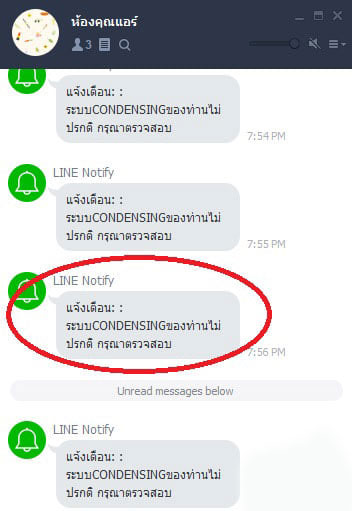 ห้องคุณแอร์
3
แจ้งเตือน: :
ระบบCONDENSINGของท่านไม่
ปรกติ กรุณาตรวจสอบ
7:54 PM
LINE Notify
แจ้งเตือน: :
ระบบCONDENSINGของท่านไม่
ปรกติ กรุณาตรวจสอบ
7:55 PM
LINE Notify
แจ้งเตือน: :
ระบบCONDENSINGของท่านไม่
ปรกติ กรุณาตรวจสอบ
7:56 PM
Unread messages below
LINE Notify
แจ้งเตือน: :
ระบบCONDENSINGของท่านไม่
ปรกติ กรุณาตรวจสอบ